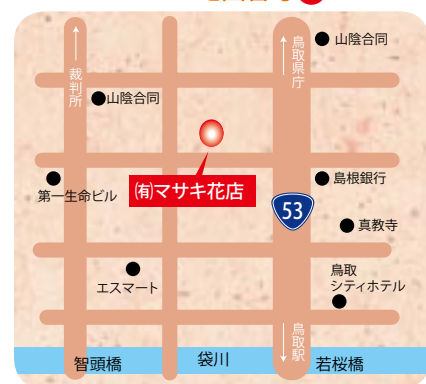 鳥取県庁
山陰合同
裁判所
山陰合同
㈲マサキ花店
島根銀行
第一生命ビル
53
真教寺
エスマート
鳥取
シティホテル
鳥取駅
智頭橋
袋川
若桜橋